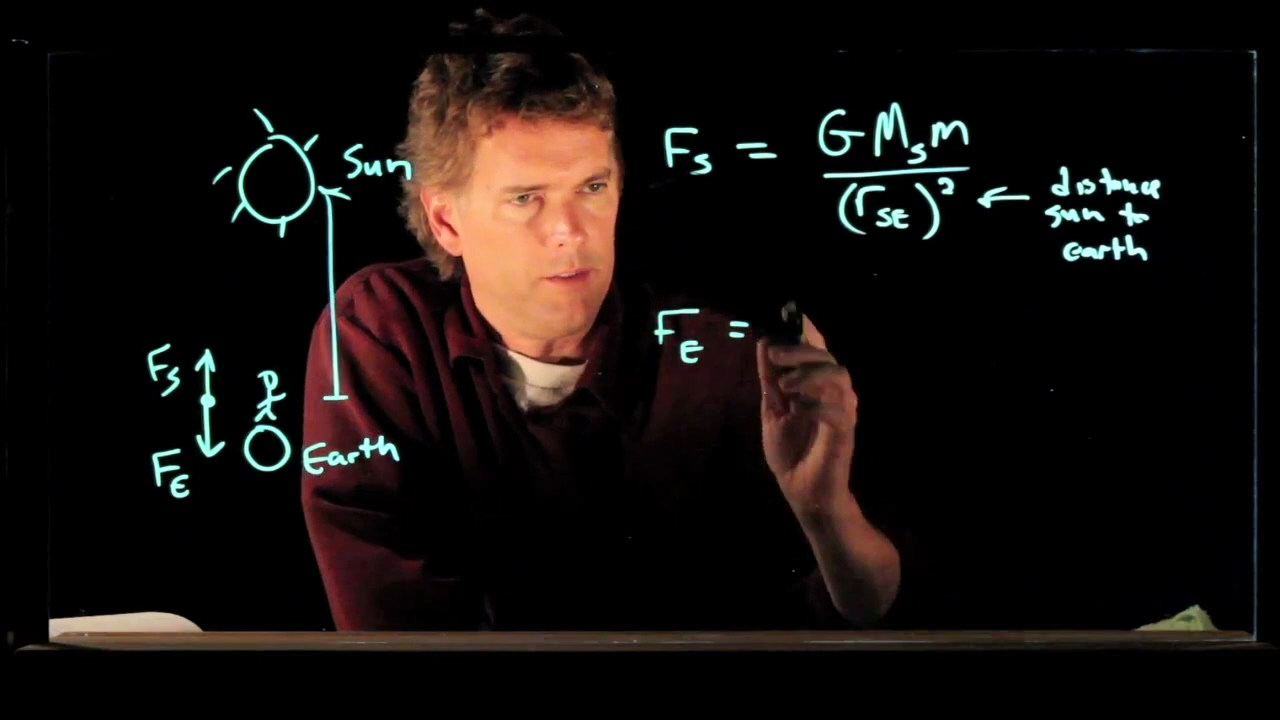 Sun
F_S
F_E
Earth
F_S = G M_S m / (r_SE)²
← distance
sun to
earth
F_E =